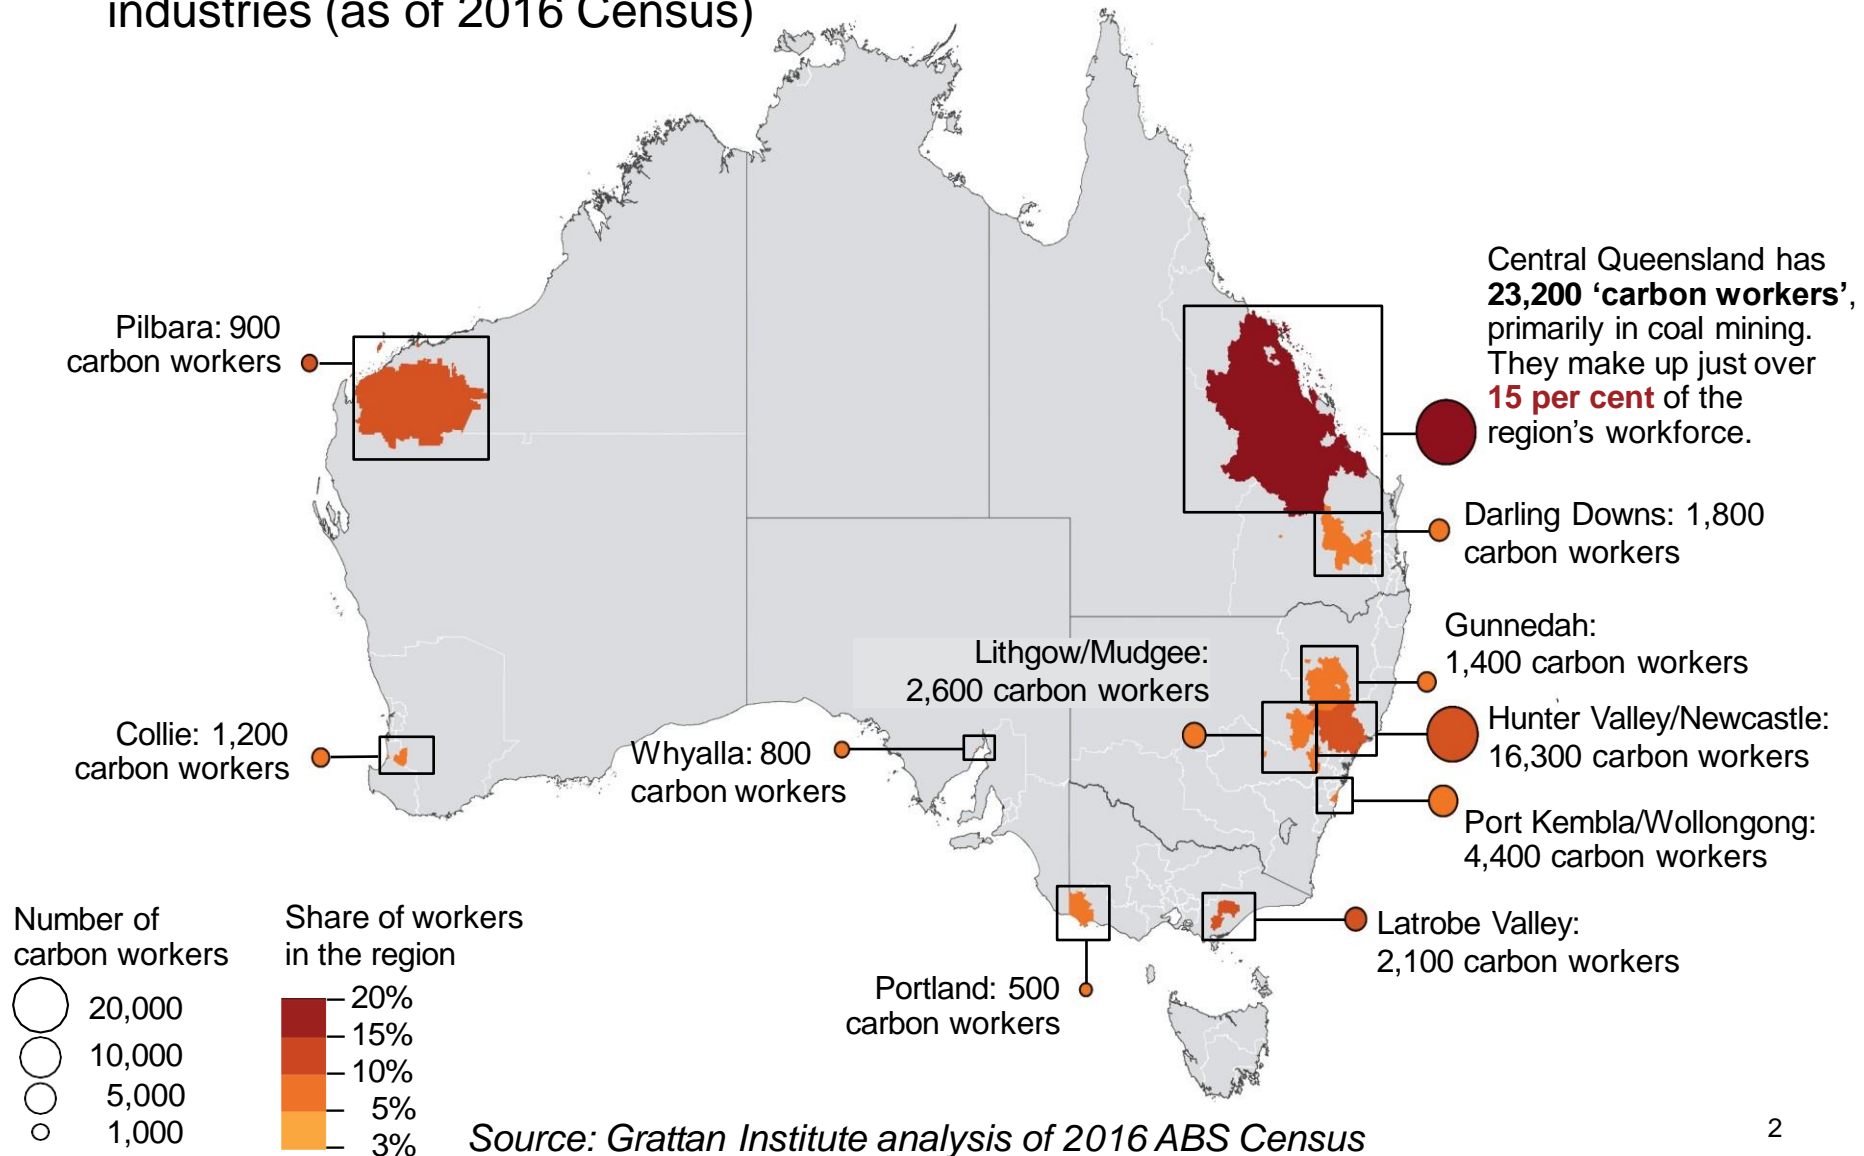 industries (as of 2016 Census)
Central Queensland has
23,200 ‘carbon workers’,
primarily in coal mining.
They make up just over
15 per cent of the
region’s workforce.
Pilbara: 900
carbon workers
Darling Downs: 1,800
carbon workers
Gunnedah:
1,400 carbon workers
Lithgow/Mudgee:
2,600 carbon workers
Hunter Valley/Newcastle:
16,300 carbon workers
Collie: 1,200
carbon workers
Whyalla: 800
carbon workers
Port Kembla/Wollongong:
4,400 carbon workers
Latrobe Valley:
2,100 carbon workers
Portland: 500
carbon workers
Number of
carbon workers
20,000
10,000
5,000
1,000
Share of workers
in the region
20%
15%
10%
5%
3%
Source: Grattan Institute analysis of 2016 ABS Census
2